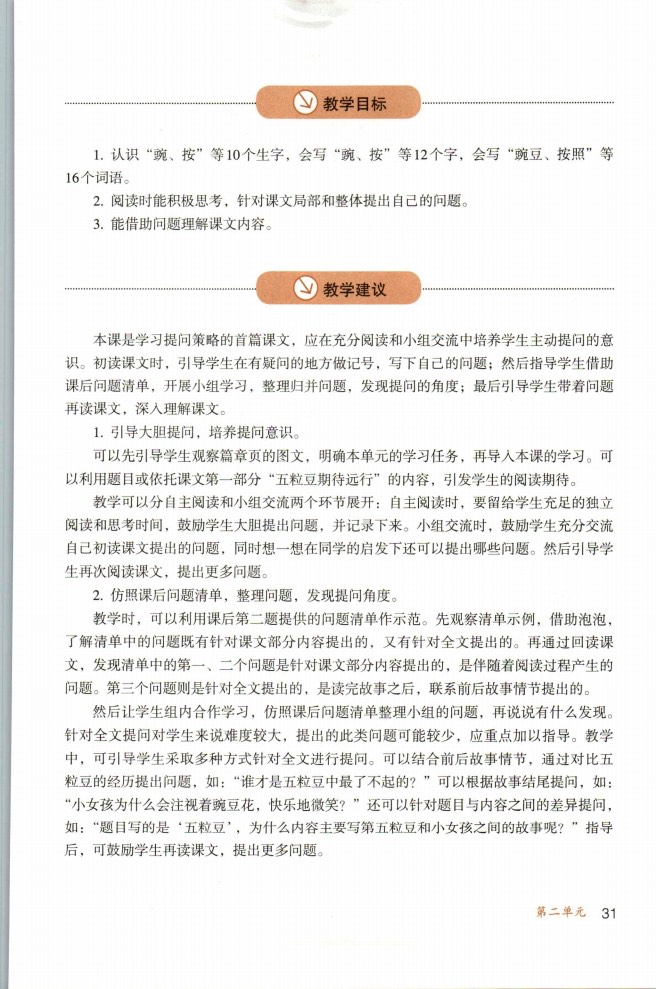 教学目标
1. 认识“豌、按”等10个生字，会写“豌、按”等12个字，会写“豌豆、按照”等
16个词语。
2. 阅读时能积极思考，针对课文局部和整体提出自己的问题。
3. 能借助问题理解课文内容。
教学建议
本课是学习提问策略的首篇课文，应在充分阅读和小组交流中培养学生主动提问的意
识。初读课文时，引导学生在有疑问的地方做记号，写下自己的问题；然后指导学生借助
课后问题清单，开展小组学习，整理归并问题，发现提问的角度；最后引导学生带着问题
再读课文，深入理解课文。
1. 引导大胆提问，培养提问意识。
可以先引导学生观察篇章页的图文，明确本单元的学习任务，再导入本课的学习。可
以利用题目或依托课文第一部分“五粒豆期待远行”的内容，引发学生的阅读期待。
教学可以分自主阅读和小组交流两个环节展开：自主阅读时，要留给学生充足的独立
阅读和思考时间，鼓励学生大胆提出问题，并记录下来。小组交流时，鼓励学生充分交流
自己初读课文提出的问题，同时想一想在同学的启发下还可以提出哪些问题。然后引导学
生再次阅读课文，提出更多问题。
2. 仿照课后问题清单，整理问题，发现提问角度。
教学时，可以利用课后第二题提供的问题清单作示范。先观察清单示例，借助泡泡，
了解清单中的问题既有针对课文部分内容提出的，又有针对全文提出的。再通过回读课
文，发现清单中的第一、二个问题是针对课文部分内容提出的，是伴随着阅读过程产生的
问题。第三个问题则是针对全文提出的，是读完故事之后，联系前后故事情节提出的。
然后让学生组内合作学习，仿照课后问题清单整理小组的问题，再说说有什么发现。
针对全文提问对学生来说难度较大，提出的此类问题可能较少，应重点加以指导。教学
中，可引导学生采取多种方式针对全文进行提问。可以结合前后故事情节，通过对比五
粒豆的经历提出问题，如：“谁才是五粒豆中最了不起的？”可以根据故事结尾提问，如：
“小女孩为什么会注视着豌豆花，快乐地微笑？”还可以针对题目与内容之间的差异提问，
如：“题目写的是‘五粒豆’，为什么内容主要写第五粒豆和小女孩之间的故事呢？”指导
后，可鼓励学生再读课文，提出更多问题。
第二单元 31